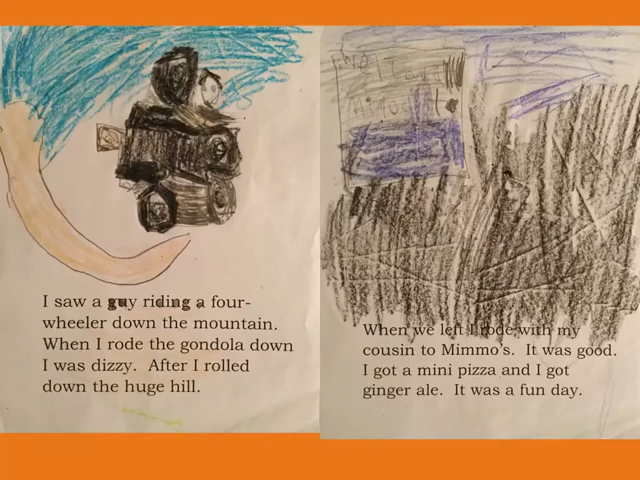 I saw a guy riding a four-
wheeler down the mountain.
When I rode the gondola down
I was dizzy. After I rolled
down the huge hill.
When we left I rode with my
cousin to Mimmo's. It was good.
I got a mini pizza and I got
ginger ale. It was a fun day.